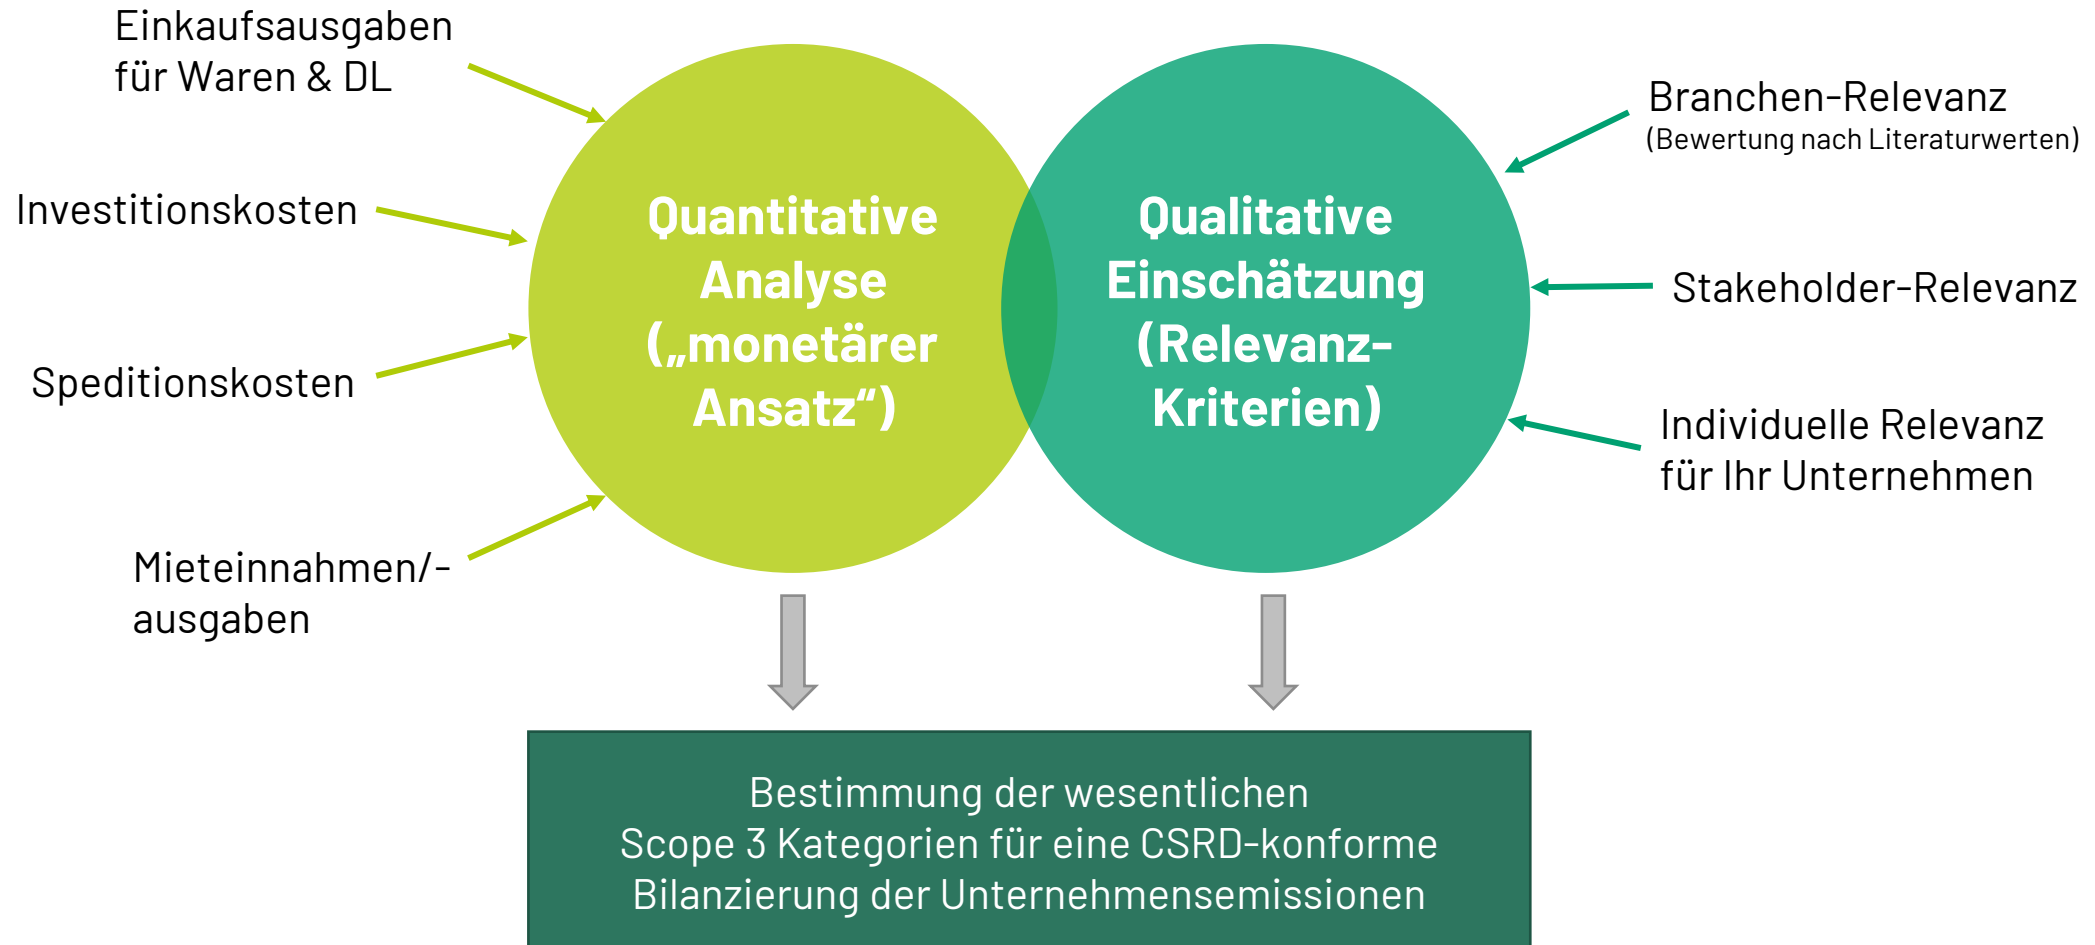 Einkaufsausgaben
für Waren & DL
Investitionskosten
Speditionskosten
Mieteinnahmen/-
ausgaben
Quantitative
Analyse
(„monetärer
Ansatz“)
Qualitative
Einschätzung
(Relevanz-
Kriterien)
Branchen-Relevanz
(Bewertung nach Literaturwerten)
Stakeholder-Relevanz
Individuelle Relevanz
für Ihr Unternehmen
Bestimmung der wesentlichen
Scope 3 Kategorien für eine CSRD-konforme
Bilanzierung der Unternehmensemissionen